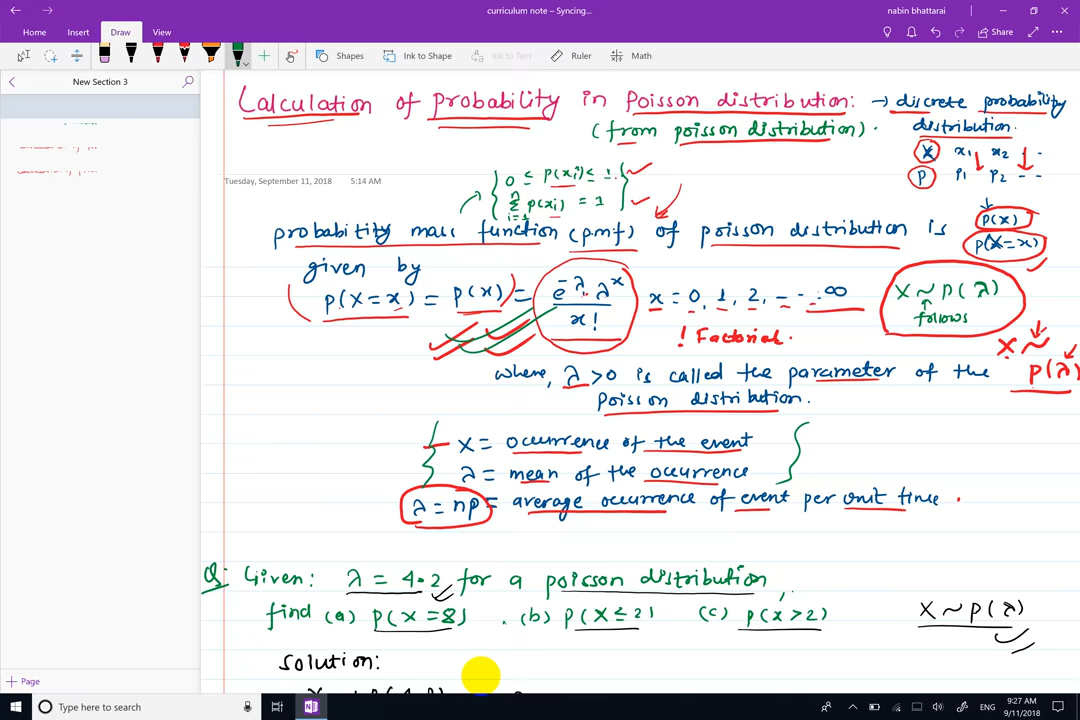 curriculum note – Syncing...
nabin bhattarai
Home Insert Draw View
Share
Shapes Ink to Shape Ink to Text Ruler Math
New Section 3
Calculation of probability in Poisson distribution: → discrete probability distribution.
(from poisson distribution).
X x₁ x₂ - -
P p₁ p₂ - - -
Tuesday, September 11, 2018 5:14 AM
0 ≤ p(xi) ≤ 1.
n Σ i=1 p(xi) = 1
p(x)
p(X=x)
probability mass function (p.m.f) of poisson distribution is
given by
p(X=x) = p(x) = e^-λ λ^x / x! x = 0, 1, 2, - - - . ∞
X ~ P(λ)
↑ follows
! Factorial.
X ~ P(λ)
where, λ > 0 is called the parameter of the
poisson distribution.
X = occurrence of the event
λ = mean of the occurrence
λ = np = average occurrence of event per unit time.
Q: Given: λ = 4.2 for a poisson distribution,
find (a) p(X=8) . (b) p(X≤2) (c) p(X>2)
X ~ P(λ)
solution:
Page
Type here to search
ENG
9:27 AM
9/11/2018